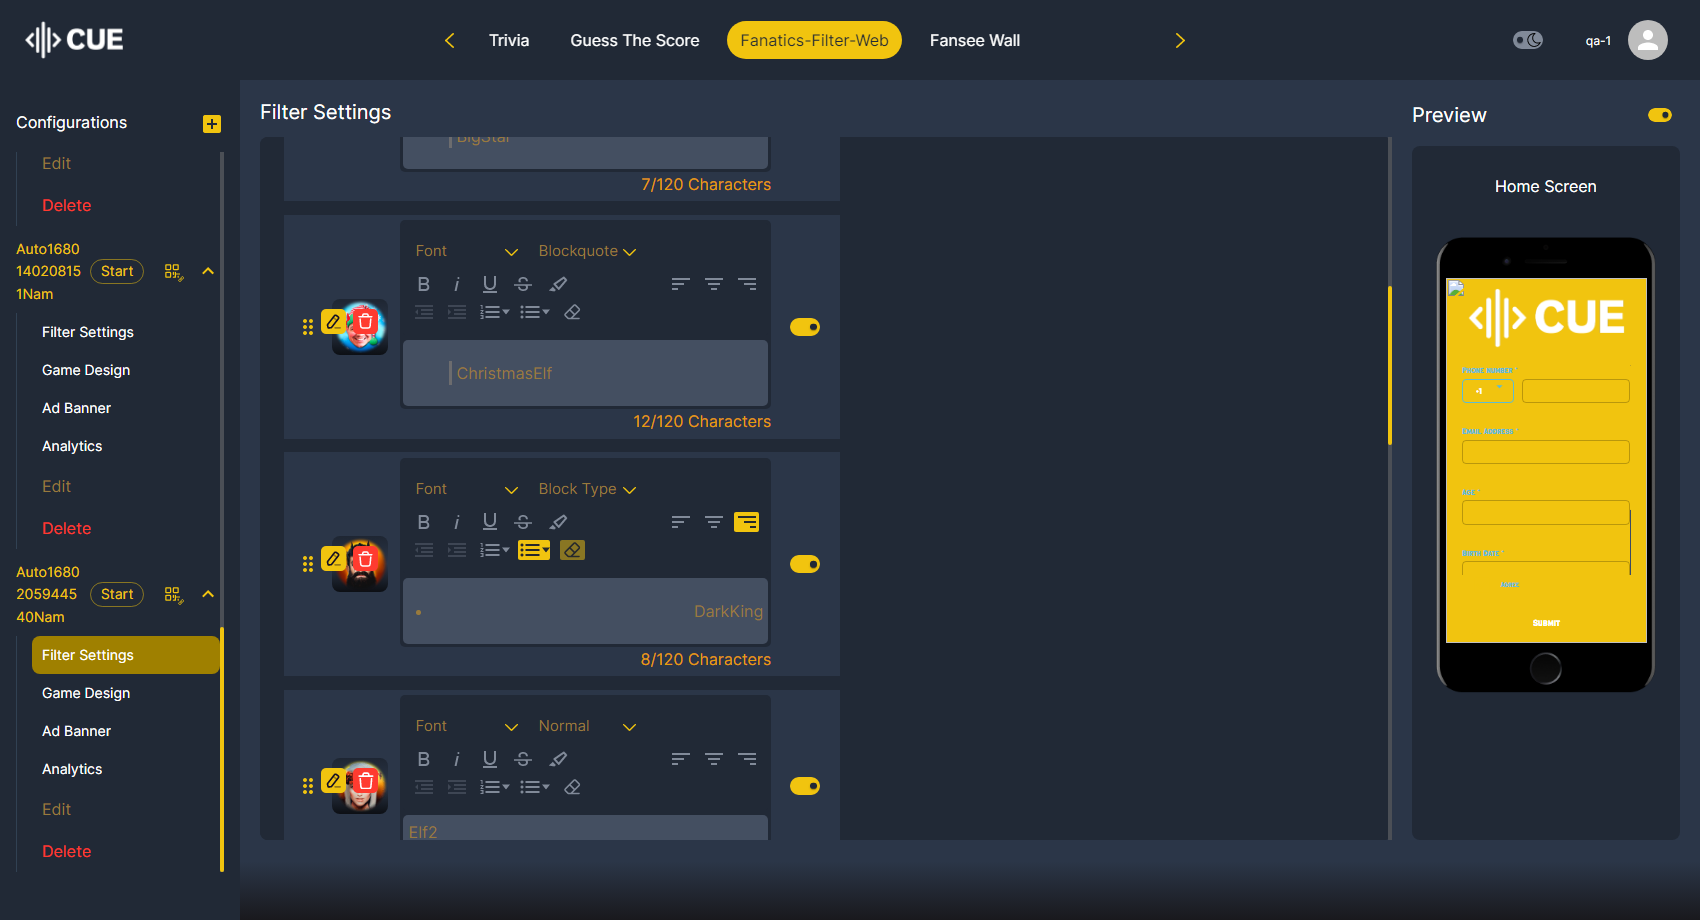 CUE
Trivia
Guess The Score
Fanatics-Filter-Web
Fansee Wall
qa-1
Configurations
Edit
Delete
Auto1680
14020815
1Nam
Start
Filter Settings
Game Design
Ad Banner
Analytics
Edit
Delete
Auto1680
2059445
40Nam
Start
Filter Settings
Game Design
Ad Banner
Analytics
Edit
Delete
Filter Settings
BigStar
7/120 Characters
Font
Blockquote
B
i
U
S
ChristmasElf
12/120 Characters
Font
Block Type
B
i
U
S
• DarkKing
8/120 Characters
Font
Normal
B
i
U
S
Elf2
Preview
Home Screen
CUE
Phone Number *
+1
Email Address *
Age *
Birth Date *
Submit